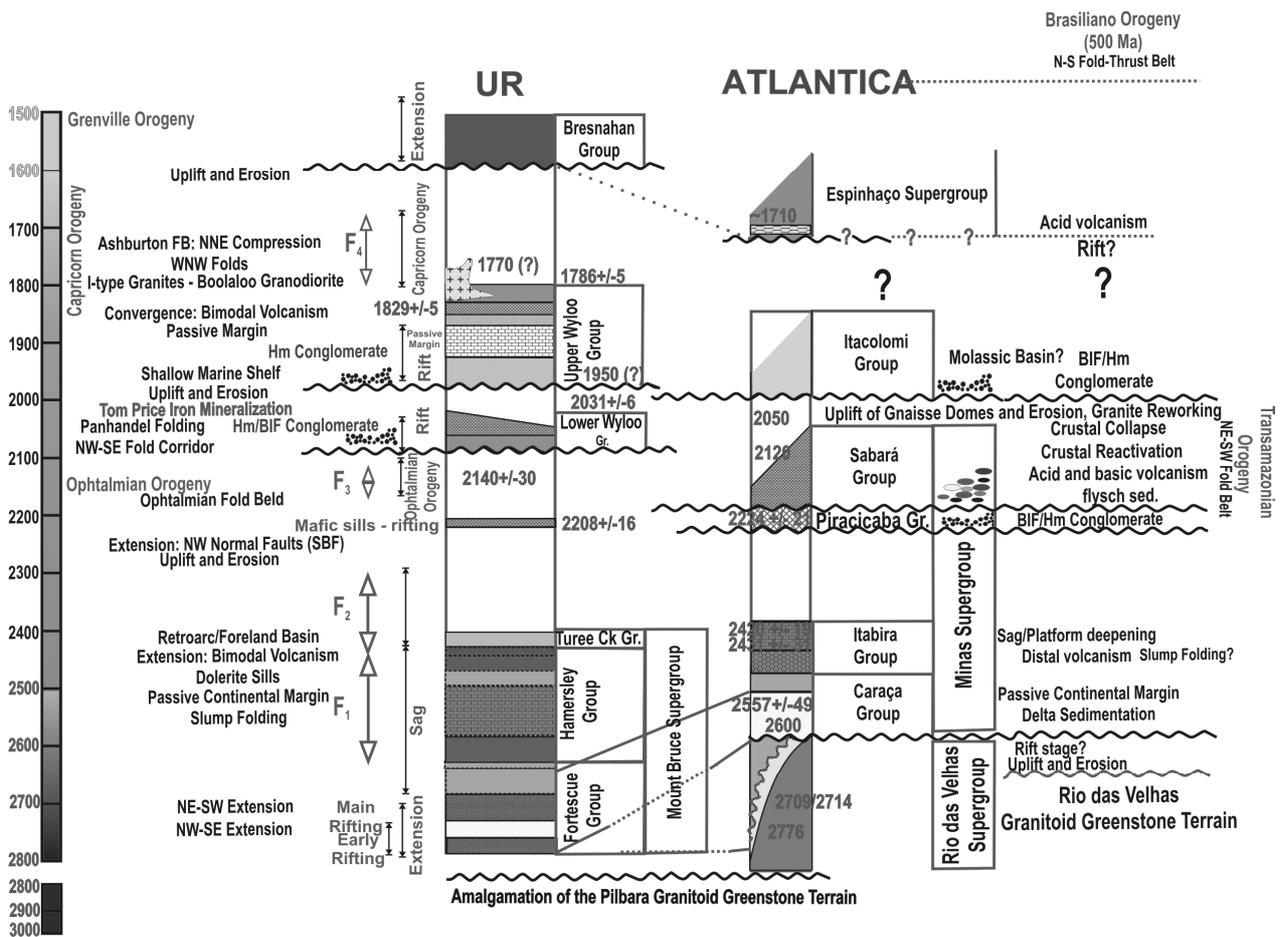 Brasiliano Orogeny
(500 Ma)
N-S Fold-Thrust Belt
UR
ATLANTICA
1500
1600
1700
1800
1900
2000
2100
2200
2300
2400
2500
2600
2700
2800
2800
2900
3000
Grenville Orogeny
Capricorn Orogeny
Uplift and Erosion
Ashburton FB: NNE Compression
WNW Folds
I-type Granites - Boolaloo Granodiorite
Convergence: Bimodal Volcanism
Passive Margin
Hm Conglomerate
Shallow Marine Shelf
Uplift and Erosion
Tom Price Iron Mineralization
Panhandel Folding
Hm/BIF Conglomerate
NW-SE Fold Corridor
Ophtalmian Orogeny
Ophtalmian Fold Beld
Mafic sills - rifting
Extension: NW Normal Faults (SBF)
Uplift and Erosion
Retroarc/Foreland Basin
Extension: Bimodal Volcanism
Dolerite Sills
Passive Continental Margin
Slump Folding
NE-SW Extension
NW-SE Extension
F4
F3
F2
F1
Main
Rifting
Early
Rifting
Extension
Capricorn Orogeny
Passive
Margin
Rift
Rift
Ophtalmian
Orogeny
Sag
Extension
1770 (?)
1786+/-5
1829+/-5
1950 (?)
2031+/-6
2140+/-30
2208+/-16
Bresnahan
Group
Upper Wyloo
Group
Lower Wyloo
Gr.
Turee Ck Gr.
Hamersley
Group
Fortescue
Group
Mount Bruce Supergroup
Amalgamation of the Pilbara Granitoid Greenstone Terrain
~1710
Espinhaço Supergroup
? ? ?
Acid volcanism
Rift?
? ?
Itacolomi
Group
Molassic Basin?
BIF/Hm
Conglomerate
2050
Uplift of Gnaisse Domes and Erosion, Granite Reworking
Crustal Collapse
2120
Sabará
Group
Crustal Reactivation
Acid and basic volcanism
flysch sed.
Transamazonian
Orogeny
NE-SW Fold Belt
Piracicaba Gr.
BIF/Hm Conglomerate
Minas Supergroup
Itabira
Group
Sag/Platform deepening
Distal volcanism
Slump Folding?
Caraça
Group
Passive Continental Margin
Delta Sedimentation
2557+/-49
2600
Rift stage?
Uplift and Erosion
2709/2714
2776
Rio das Velhas
Supergroup
Rio das Velhas
Granitoid Greenstone Terrain